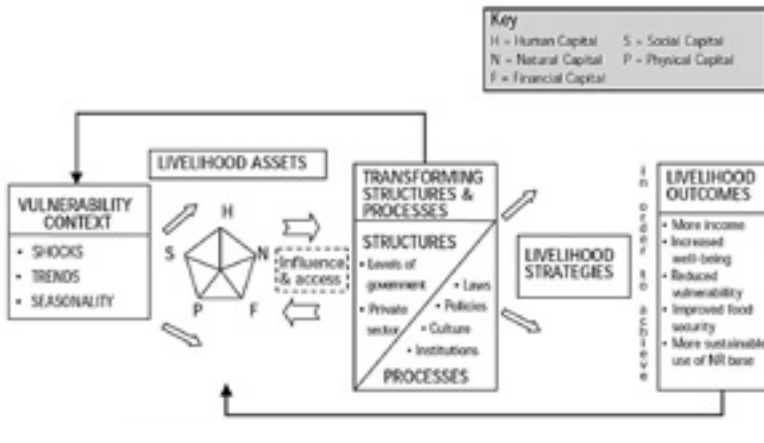 Key
H = Human Capital S = Social Capital
N = Natural Capital P = Physical Capital
F = Financial Capital
LIVELIHOOD ASSETS
VULNERABILITY
CONTEXT
• SHOCKS
• TRENDS
• SEASONALITY
H
S
N
P
F
Influence
& access
TRANSFORMING
STRUCTURES &
PROCESSES
STRUCTURES
• Levels of
government
• Private
sector
• Laws
• Policies
• Culture
• Institutions
PROCESSES
LIVELIHOOD
STRATEGIES
in order to achieve
LIVELIHOOD
OUTCOMES
• More income
• Increased
well-being
• Reduced
vulnerability
• Improved food
security
• More sustainable
use of NR base